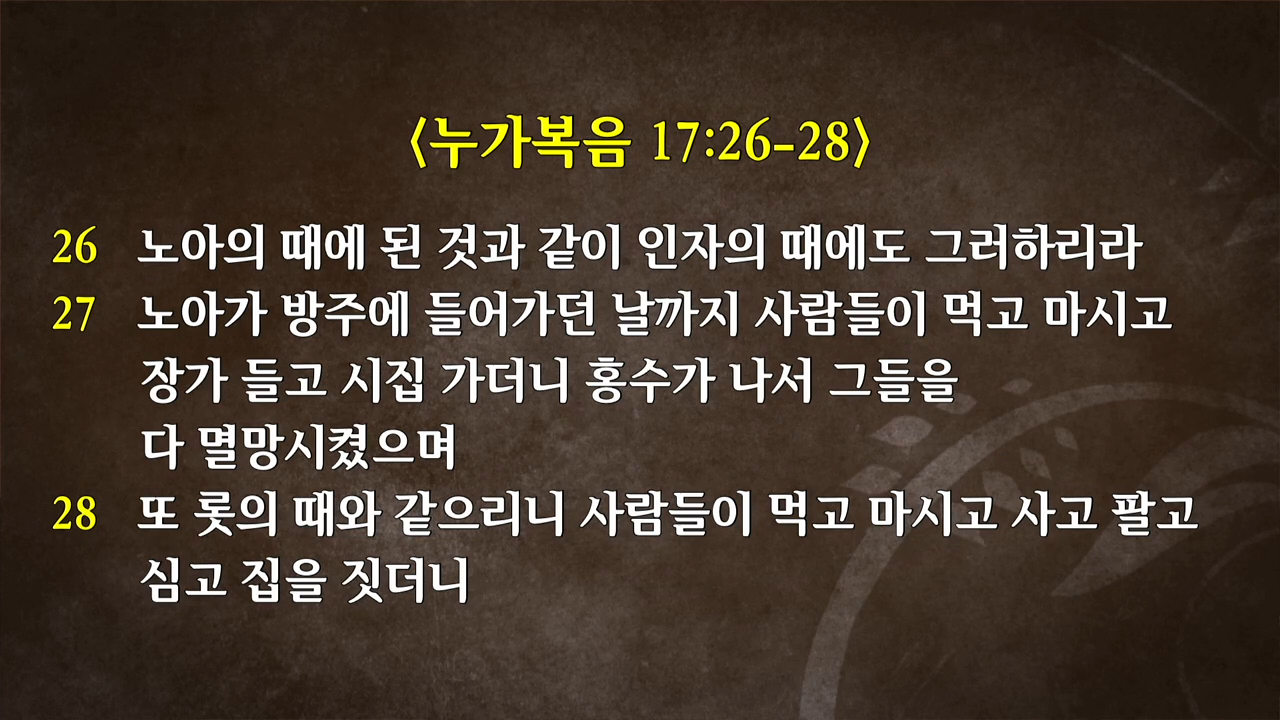 <누가복음 17:26-28>
26 노아의 때에 된 것과 같이 인자의 때에도 그러하리라
27 노아가 방주에 들어가던 날까지 사람들이 먹고 마시고
장가 들고 시집 가더니 홍수가 나서 그들을
다 멸망시켰으며
28 또 롯의 때와 같으리니 사람들이 먹고 마시고 사고 팔고
심고 집을 짓더니